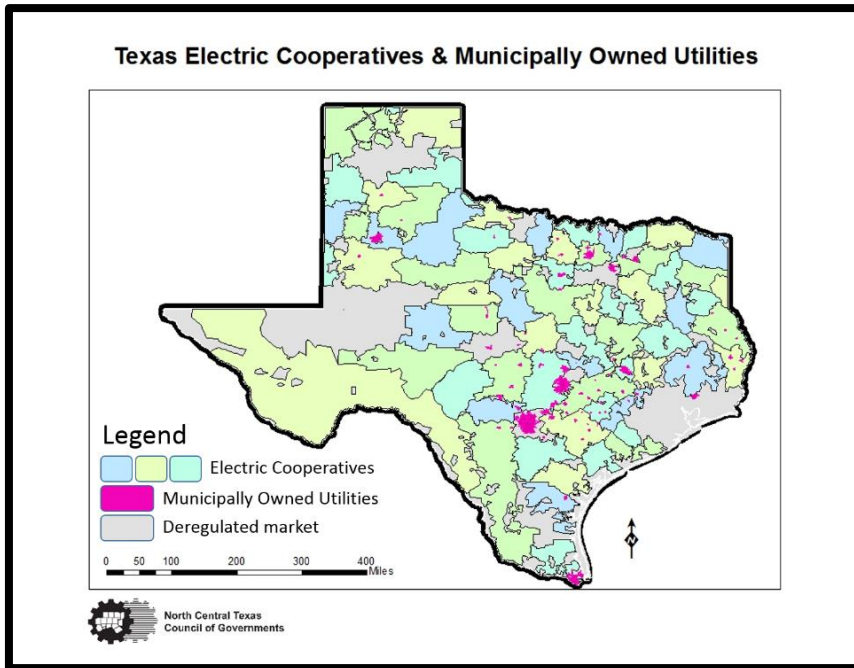 Texas Electric Cooperatives & Municipally Owned Utilities
Legend
Electric Cooperatives
Municipally Owned Utilities
Deregulated market
0 50 100 200 300 400
Miles
N
North Central Texas
Council of Governments